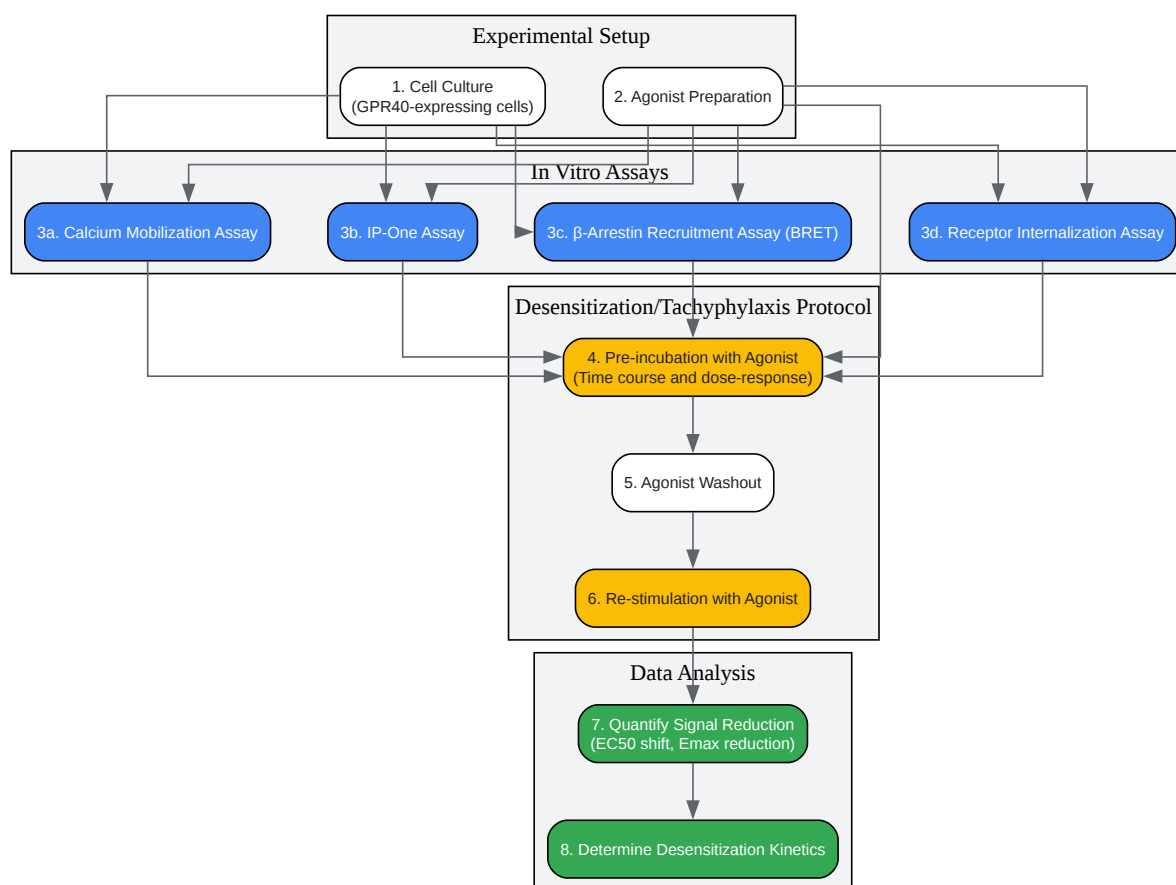 Experimental Setup
1. Cell Culture
(GPR40-expressing cells)
2. Agonist Preparation
In Vitro Assays
3a. Calcium Mobilization Assay
3b. IP-One Assay
3c. β-Arrestin Recruitment Assay (BRET)
3d. Receptor Internalization Assay
Desensitization/Tachyphylaxis Protocol
4. Pre-incubation with Agonist
(Time course and dose-response)
5. Agonist Washout
6. Re-stimulation with Agonist
Data Analysis
7. Quantify Signal Reduction
(EC50 shift, Emax reduction)
8. Determine Desensitization Kinetics